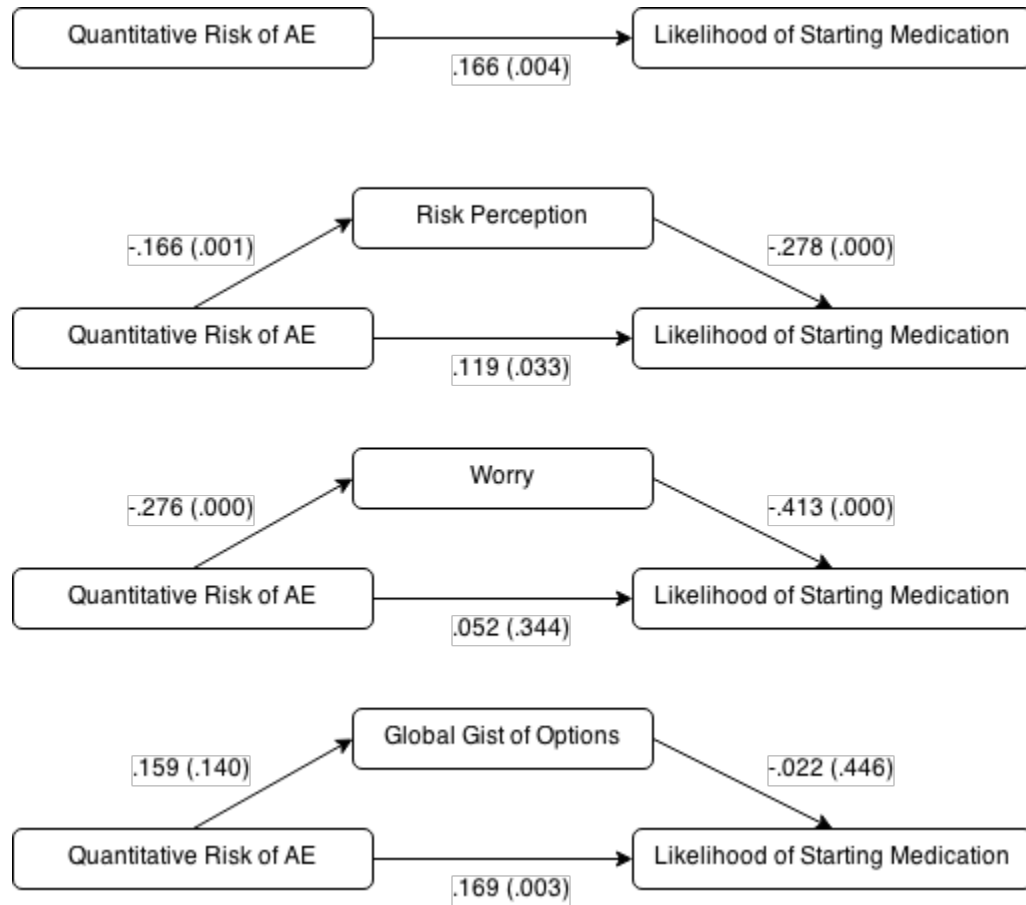 Quantitative Risk of AE
Likelihood of Starting Medication
.166 (.004)
Risk Perception
-.166 (.001)
-.278 (.000)
Quantitative Risk of AE
Likelihood of Starting Medication
.119 (.033)
Worry
-.276 (.000)
-.413 (.000)
Quantitative Risk of AE
Likelihood of Starting Medication
.052 (.344)
Global Gist of Options
.159 (.140)
-.022 (.446)
Quantitative Risk of AE
Likelihood of Starting Medication
.169 (.003)